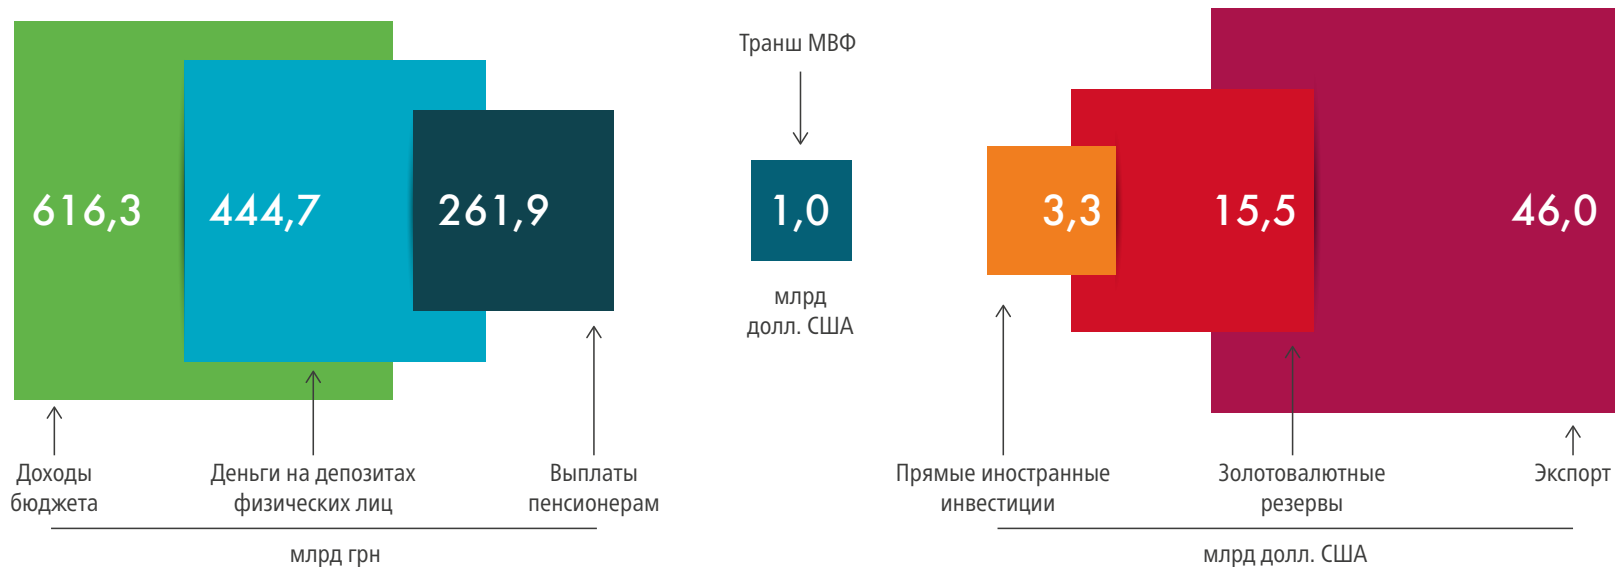 Транш МВФ
616,3
444,7
261,9
1,0
3,3
15,5
46,0
млрд
долл. США
Доходы
бюджета
Деньги на депозитах
физических лиц
Выплаты
пенсионерам
Прямые иностранные
инвестиции
Золотовалютные
резервы
Экспорт
млрд грн
млрд долл. США